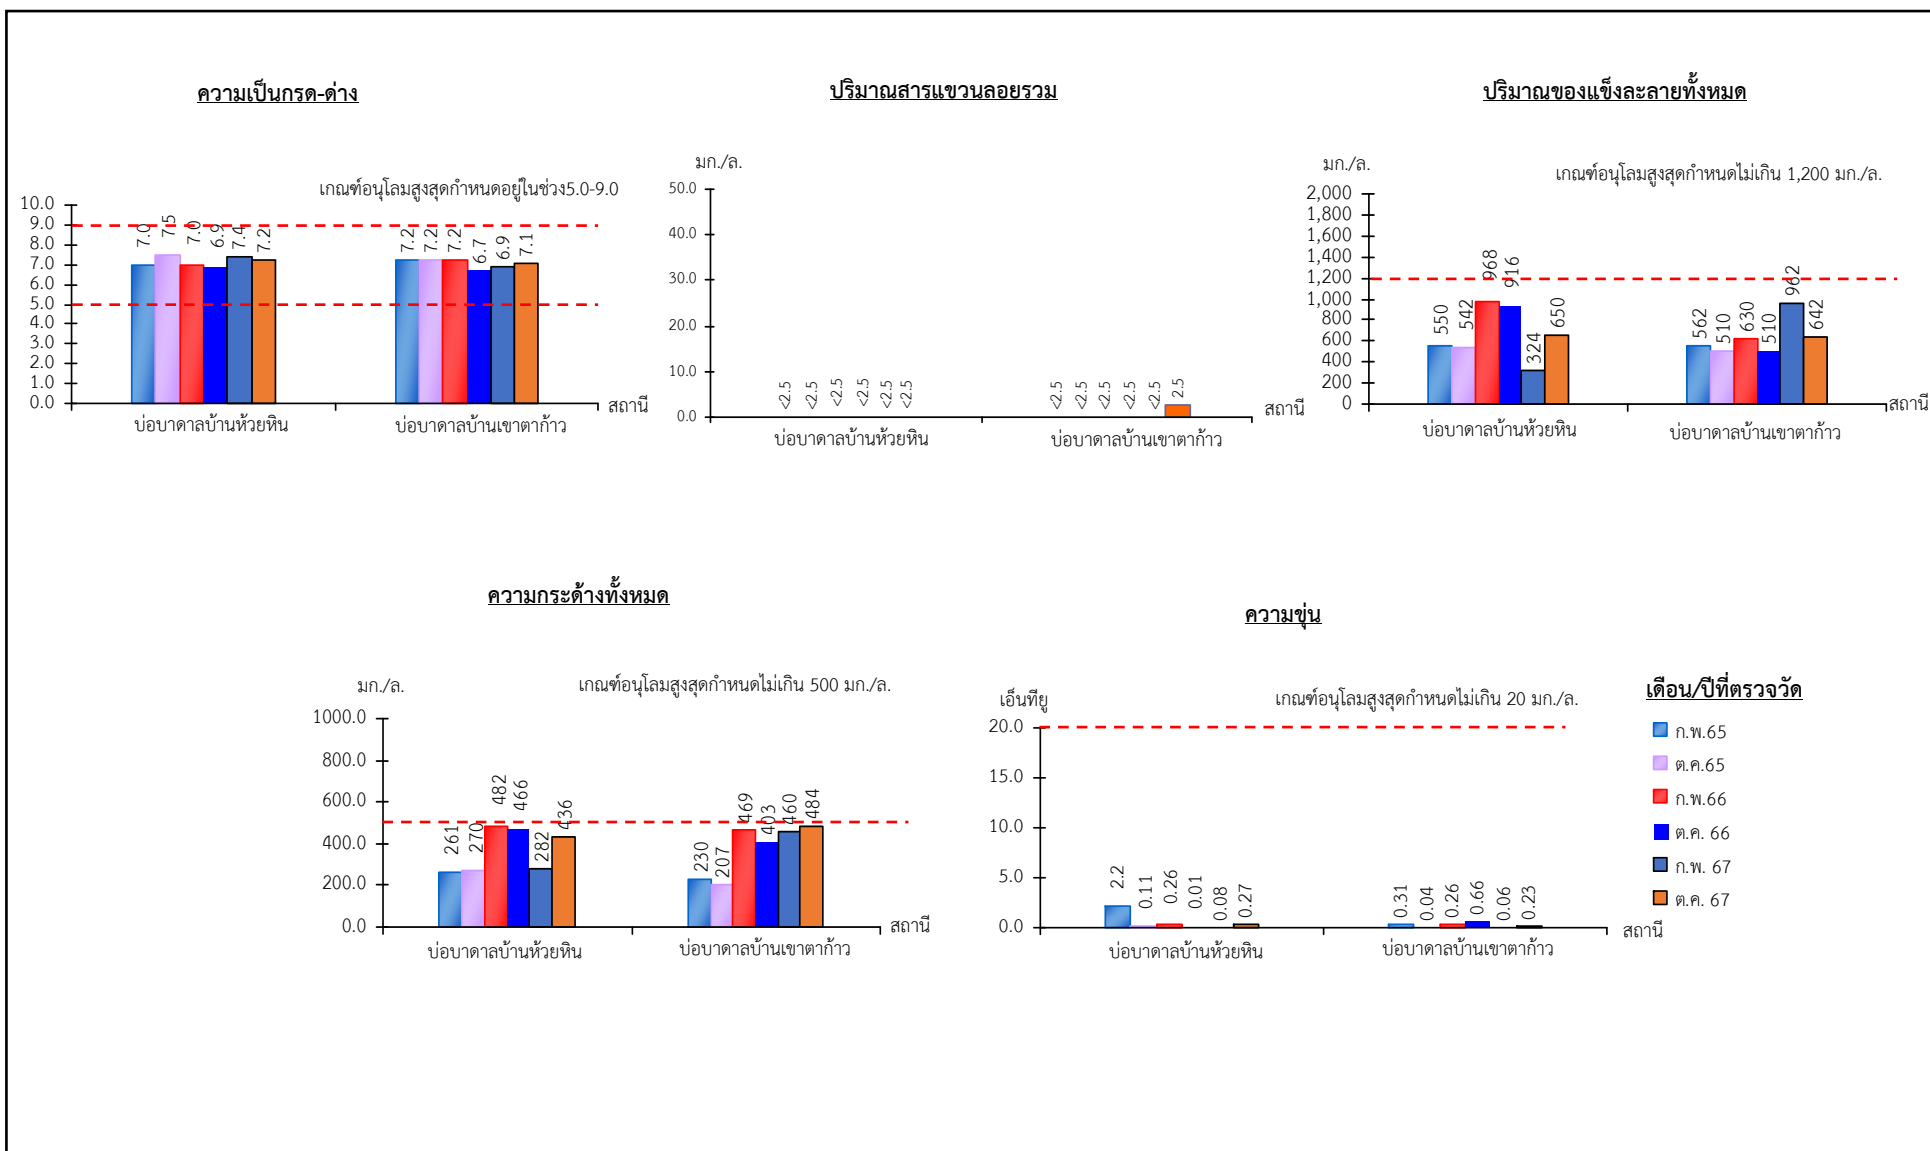 ความเป็นกรด-ด่าง
เกณฑ์อนุโลมสูงสุดกำหนดอยู่ในช่วง5.0-9.0
10.0
9.0
8.0
7.0
6.0
5.0
4.0
3.0
2.0
1.0
0.0
7.0 75 7.0 6.9 7.4 7.2
7.2 7.2 7.2 6.7 6.9 7.1
สถานี
บ่อบาดาลบ้านห้วยหิน บ่อบาดาลบ้านเขาตาก้าว
ปริมาณสารแขวนลอยรวม
มก./ล.
50.0
40.0
30.0
20.0
10.0
0.0
<2.5 <2.5 <2.5 <2.5 <2.5 <2.5
<2.5 <2.5 <2.5 <2.5 <2.5 2.5
สถานี
บ่อบาดาลบ้านห้วยหิน บ่อบาดาลบ้านเขาตาก้าว
ปริมาณของแข็งละลายทั้งหมด
มก./ล.
เกณฑ์อนุโลมสูงสุดกำหนดไม่เกิน 1,200 มก./ล.
2,000
1,800
1,600
1,400
1,200
1,000
800
600
400
200
0
550 542 968 916 324 650
562 510 630 510 962 642
สถานี
บ่อบาดาลบ้านห้วยหิน บ่อบาดาลบ้านเขาตาก้าว
ความกระด้างทั้งหมด
มก./ล.
เกณฑ์อนุโลมสูงสุดกำหนดไม่เกิน 500 มก./ล.
1000.0
800.0
600.0
400.0
200.0
0.0
261 270 482 466 282 436
230 207 469 403 460 484
สถานี
บ่อบาดาลบ้านห้วยหิน บ่อบาดาลบ้านเขาตาก้าว
ความขุ่น
เอ็นทียู
เกณฑ์อนุโลมสูงสุดกำหนดไม่เกิน 20 มก./ล.
20.0
15.0
10.0
5.0
0.0
2.2 0.11 0.26 0.01 0.08 0.27
0.31 0.04 0.26 0.66 0.06 0.23
สถานี
บ่อบาดาลบ้านห้วยหิน บ่อบาดาลบ้านเขาตาก้าว
เดือน/ปีที่ตรวจวัด
ก.พ.65
ต.ค.65
ก.พ.66
ต.ค. 66
ก.พ. 67
ต.ค. 67